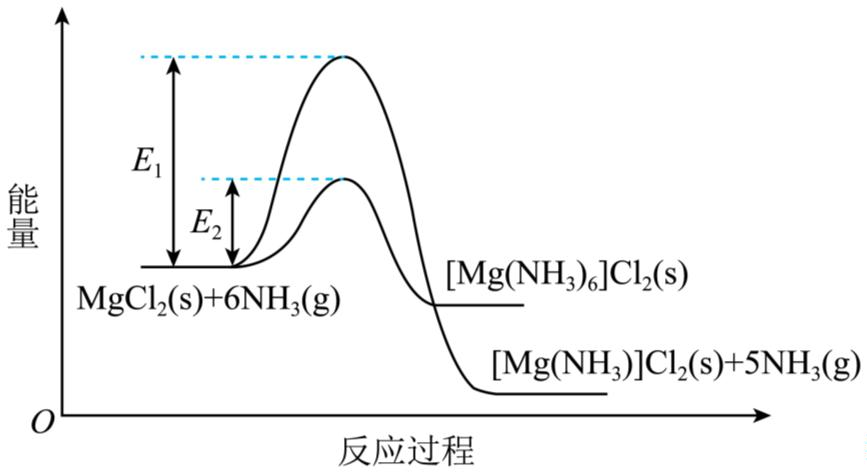 E₁
能量
E₂
[Mg(NH₃)₆]Cl₂(s)
MgCl₂(s)+6NH₃(g)
[Mg(NH₃)]Cl₂(s)+5NH₃(g)
O
反应过程